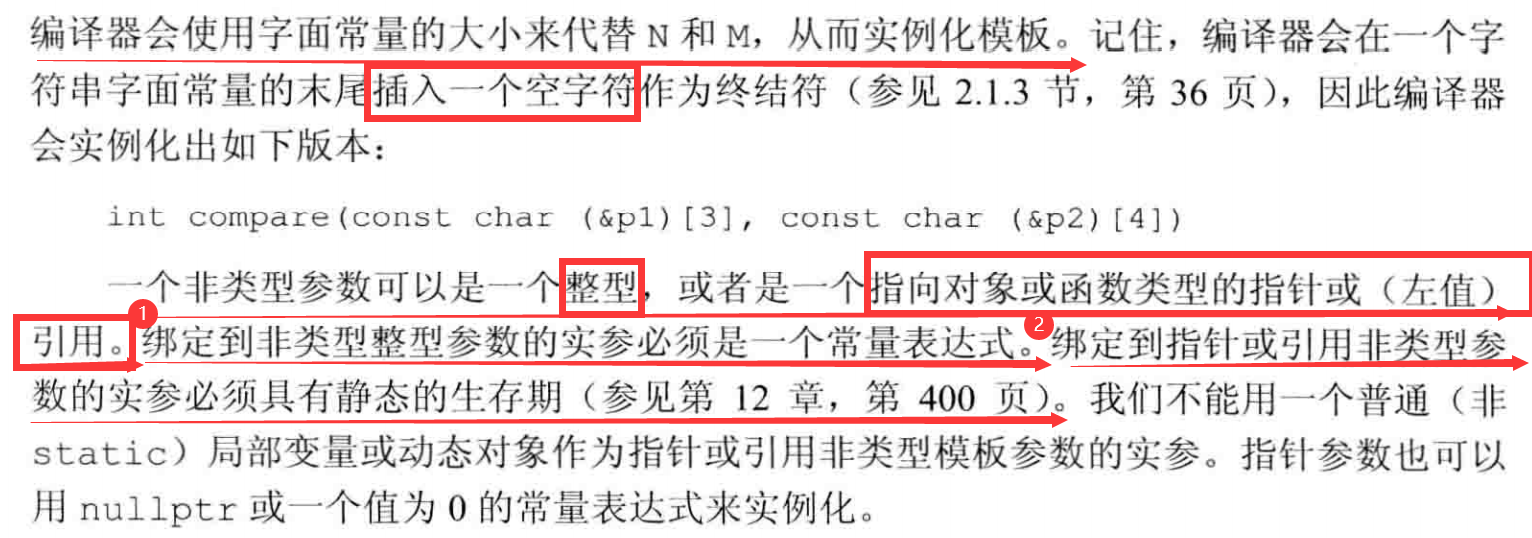 编译器会使用字面常量的大小来代替 N 和 M，从而实例化模板。记住，编译器会在一个字
符串字面常量的末尾插入一个空字符作为终结符（参见 2.1.3 节，第 36 页），因此编译器
会实例化出如下版本：
int compare(const char (&p1)[3], const char (&p2)[4])
一个非类型参数可以是一个整型，或者是一个指向对象或函数类型的指针或（左值）
引用。①绑定到非类型整型参数的实参必须是一个常量表达式。②绑定到指针或引用非类型参
数的实参必须具有静态的生存期（参见第 12 章，第 400 页）。我们不能用一个普通（非
static）局部变量或动态对象作为指针或引用非类型模板参数的实参。指针参数也可以
用 nullptr 或一个值为 0 的常量表达式来实例化。